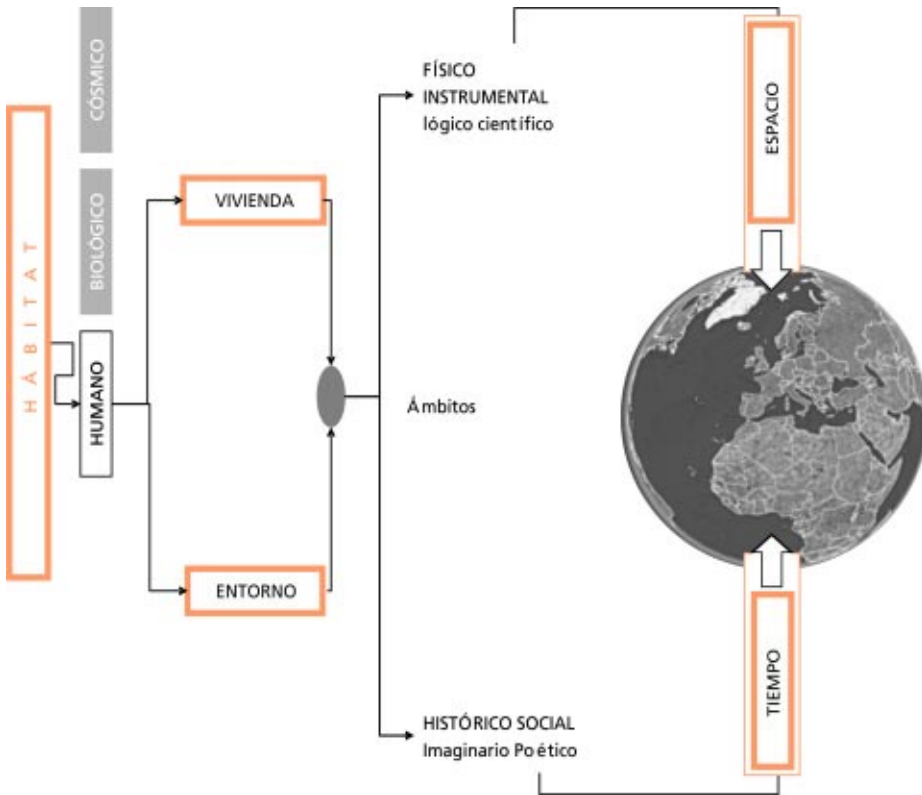 HÁBITAT
CÓSMICO
BIOLÓGICO
HUMANO
VIVIENDA
ENTORNO
FÍSICO
INSTRUMENTAL
lógico científico
Ámbitos
HISTÓRICO SOCIAL
Imaginario Poético
ESPACIO
TIEMPO